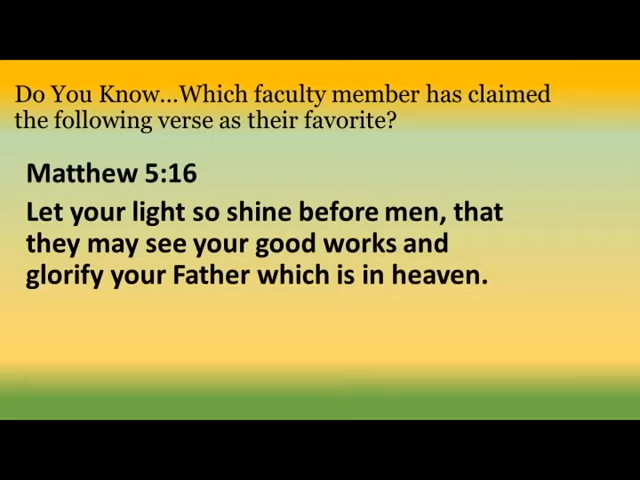 Do You Know...Which faculty member has claimed
the following verse as their favorite?
Matthew 5:16
Let your light so shine before men, that
they may see your good works and
glorify your Father which is in heaven.